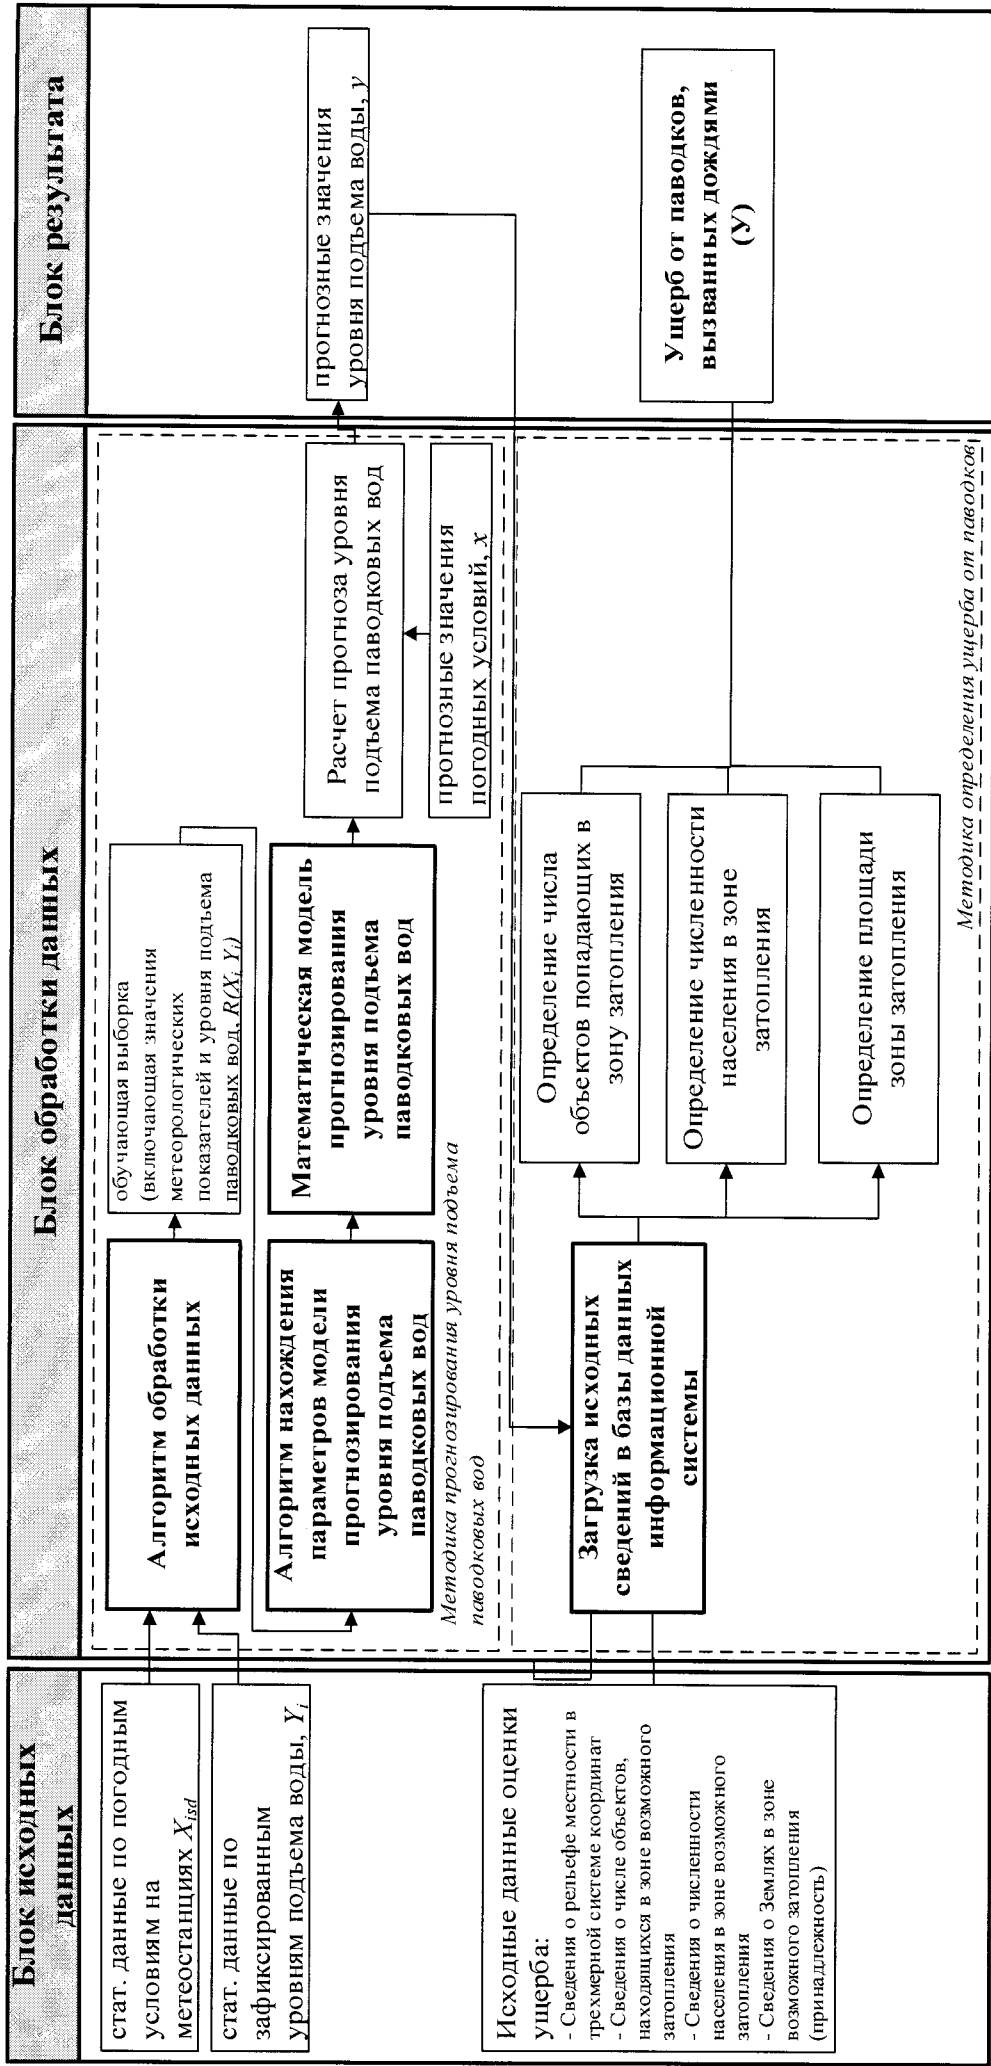 Блок исходных
данных
стат. данные по погодным
условиям на
метеостанциях X_isd
стат. данные по
зафиксированным
уровням подъема воды, Y_i
Исходные данные оценки
ущерба:
- Сведения о рельефе местности в
трехмерной системе координат
- Сведения о числе объектов,
находящихся в зоне возможного
затопления
- Сведения о численности
населения в зоне возможного
затопления
- Сведения о Землях в зоне
возможного затопления
(принадлежность)
Блок обработки данных
Алгоритм обработки
исходных данных
обучающая выборка
(включающая значения
метеорологических
показателей и уровня подъема
паводковых вод, R(X_i Y_i)
Алгоритм нахождения
параметров модели
прогнозирования
уровня подъема
паводковых вод
Математическая модель
прогнозирования
уровня подъема
паводковых вод
Расчет прогноза уровня
подъема паводковых вод
прогнозные значения
погодных условий, x
Методика прогнозирования уровня подъема
паводковых вод
Загрузка исходных
сведений в базы данных
информационной
системы
Определение числа
объектов попадающих в
зону затопления
Определение численности
населения в зоне
затопления
Определение площади
зоны затопления
Методика определения ущерба от паводков
Блок результата
прогнозные значения
уровня подъема воды, y
Ущерб от паводков,
вызванных дождями
(У)